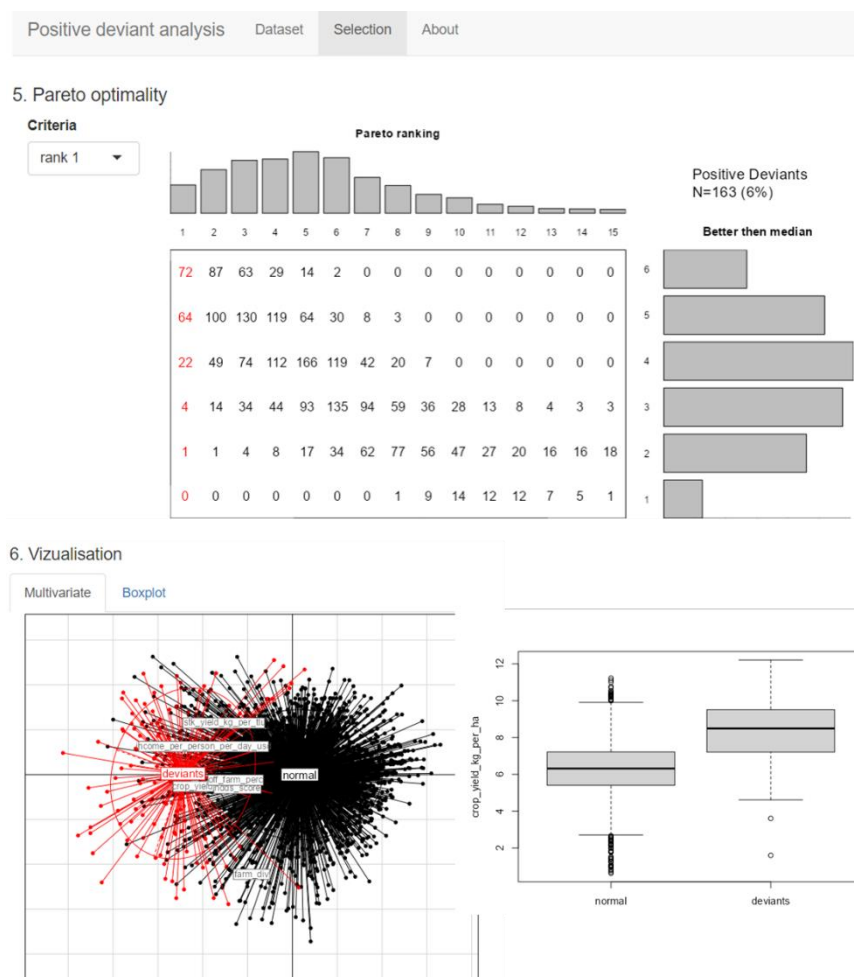 Positive deviant analysis Dataset Selection About
5. Pareto optimality
Criteria
rank 1
Pareto ranking
Positive Deviants
N=163 (6%)
1 2 3 4 5 6 7 8 9 10 11 12 13 14 15
Better then median
72 87 63 29 14 2 0 0 0 0 0 0 0 0 0 6
64 100 130 119 64 30 8 3 0 0 0 0 0 0 0 5
22 49 74 112 166 119 42 20 7 0 0 0 0 0 0 4
4 14 34 44 93 135 94 59 36 28 13 8 4 3 3 3
1 1 4 8 17 34 62 77 56 47 27 20 16 16 18 2
0 0 0 0 0 0 0 1 9 14 12 12 7 5 1 1
6. Vizualisation
Multivariate Boxplot
stk_yield_kg_per_tlu
income_per_person_per_day_usd
deviants
normal
off_farm_perc
crop_yield
farm_div
crop_yield_kg_per_ha
12
10
8
6
4
2
normal deviants